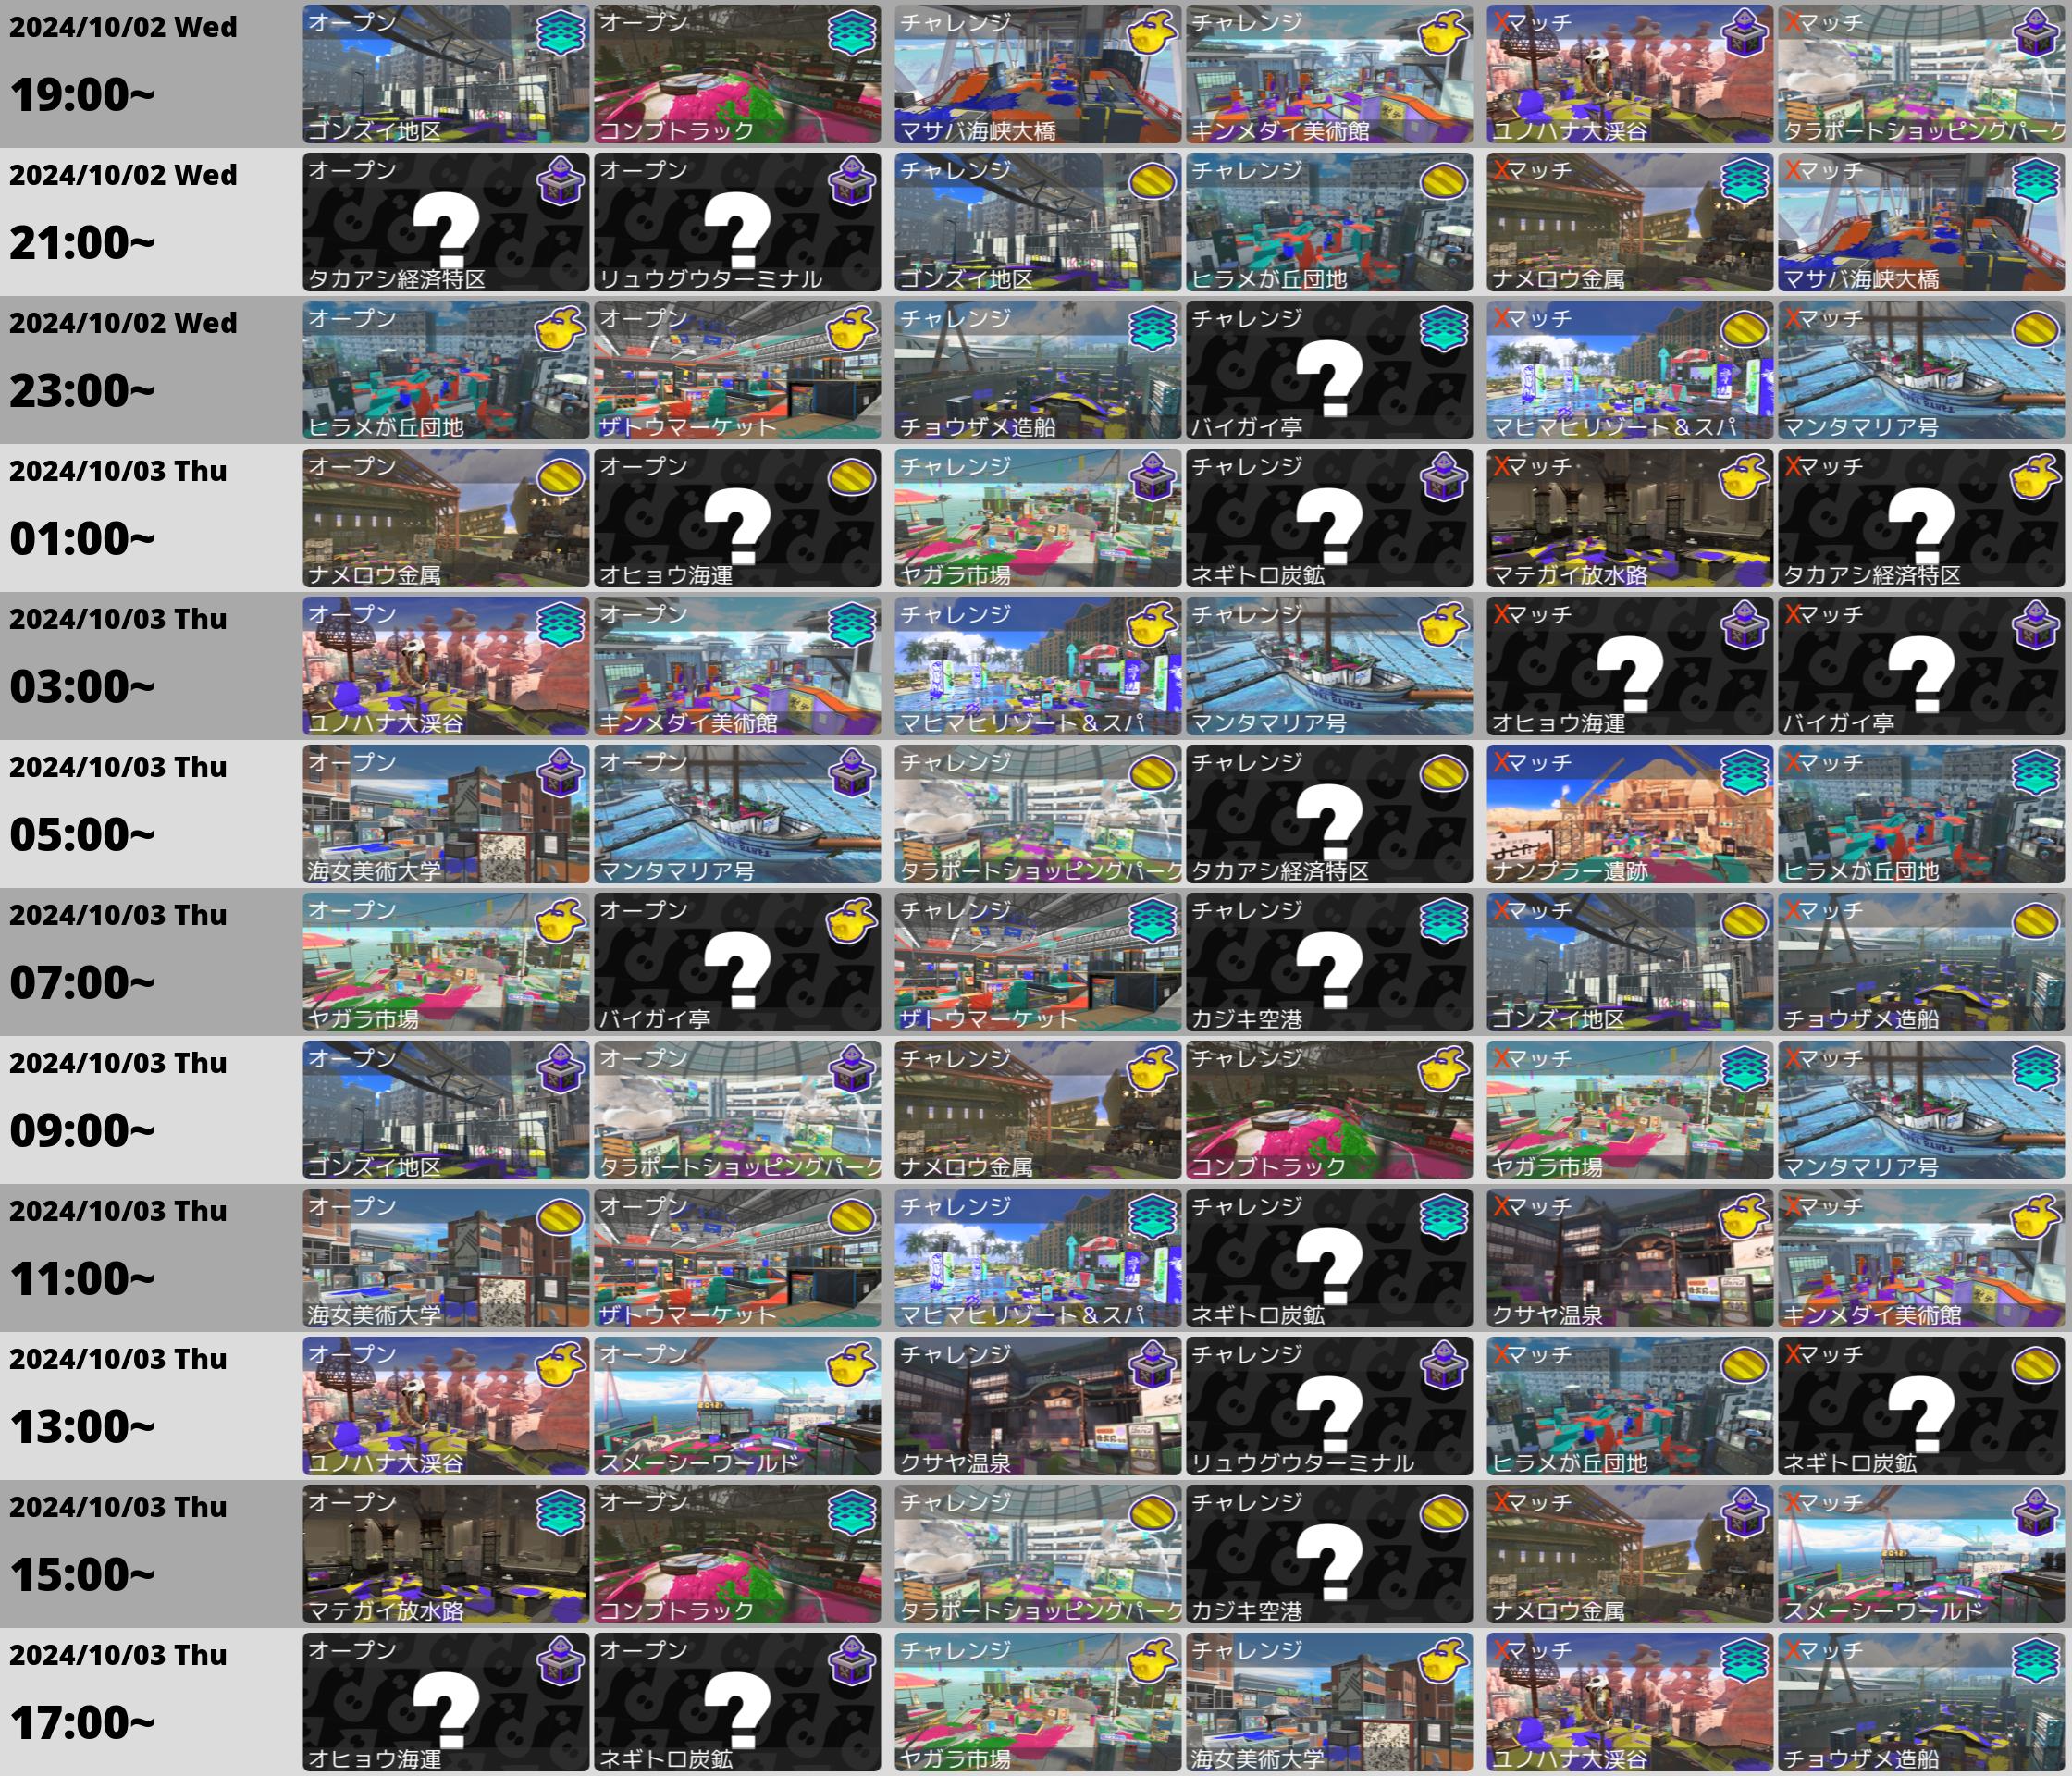 2024/10/02 Wed
19:00~
オープン
ゴンズイ地区
オープン
コンブトラック
チャレンジ
マサバ海峡大橋
チャレンジ
キンメダイ美術館
Xマッチ
ユノハナ大渓谷
Xマッチ
タラポートショッピングパーク
2024/10/02 Wed
21:00~
オープン
タカアシ経済特区
オープン
リュウグウターミナル
チャレンジ
ゴンズイ地区
チャレンジ
ヒラメが丘団地
Xマッチ
ナメロウ金属
Xマッチ
マサバ海峡大橋
2024/10/02 Wed
23:00~
オープン
ヒラメが丘団地
オープン
ザトウマーケット
チャレンジ
チョウザメ造船
チャレンジ
バイガイ亭
Xマッチ
マヒマヒリゾート&スパ
Xマッチ
マンタマリア号
2024/10/03 Thu
01:00~
オープン
ナメロウ金属
オープン
オヒョウ海運
チャレンジ
ヤガラ市場
チャレンジ
ネギトロ炭鉱
Xマッチ
マテガイ放水路
Xマッチ
タカアシ経済特区
2024/10/03 Thu
03:00~
オープン
ユノハナ大渓谷
オープン
キンメダイ美術館
チャレンジ
マヒマヒリゾート&スパ
チャレンジ
マンタマリア号
Xマッチ
オヒョウ海運
Xマッチ
バイガイ亭
2024/10/03 Thu
05:00~
オープン
海女美術大学
オープン
マンタマリア号
チャレンジ
タラポートショッピングパーク
チャレンジ
タカアシ経済特区
Xマッチ
ナンプラー遺跡
Xマッチ
ヒラメが丘団地
2024/10/03 Thu
07:00~
オープン
ヤガラ市場
オープン
バイガイ亭
チャレンジ
ザトウマーケット
チャレンジ
カジキ空港
Xマッチ
ゴンズイ地区
Xマッチ
チョウザメ造船
2024/10/03 Thu
09:00~
オープン
ゴンズイ地区
オープン
タラポートショッピングパーク
チャレンジ
ナメロウ金属
チャレンジ
コンブトラック
Xマッチ
ヤガラ市場
Xマッチ
マンタマリア号
2024/10/03 Thu
11:00~
オープン
海女美術大学
オープン
ザトウマーケット
チャレンジ
マヒマヒリゾート&スパ
チャレンジ
ネギトロ炭鉱
Xマッチ
クサヤ温泉
Xマッチ
キンメダイ美術館
2024/10/03 Thu
13:00~
オープン
ユノハナ大渓谷
オープン
スメーシーワールド
チャレンジ
クサヤ温泉
チャレンジ
リュウグウターミナル
Xマッチ
ヒラメが丘団地
Xマッチ
ネギトロ炭鉱
2024/10/03 Thu
15:00~
オープン
マテガイ放水路
オープン
コンブトラック
チャレンジ
タラポートショッピングパーク
チャレンジ
カジキ空港
Xマッチ
ナメロウ金属
Xマッチ
スメーシーワールド
2024/10/03 Thu
17:00~
オープン
オヒョウ海運
オープン
ネギトロ炭鉱
チャレンジ
ヤガラ市場
チャレンジ
海女美術大学
Xマッチ
ユノハナ大渓谷
Xマッチ
チョウザメ造船